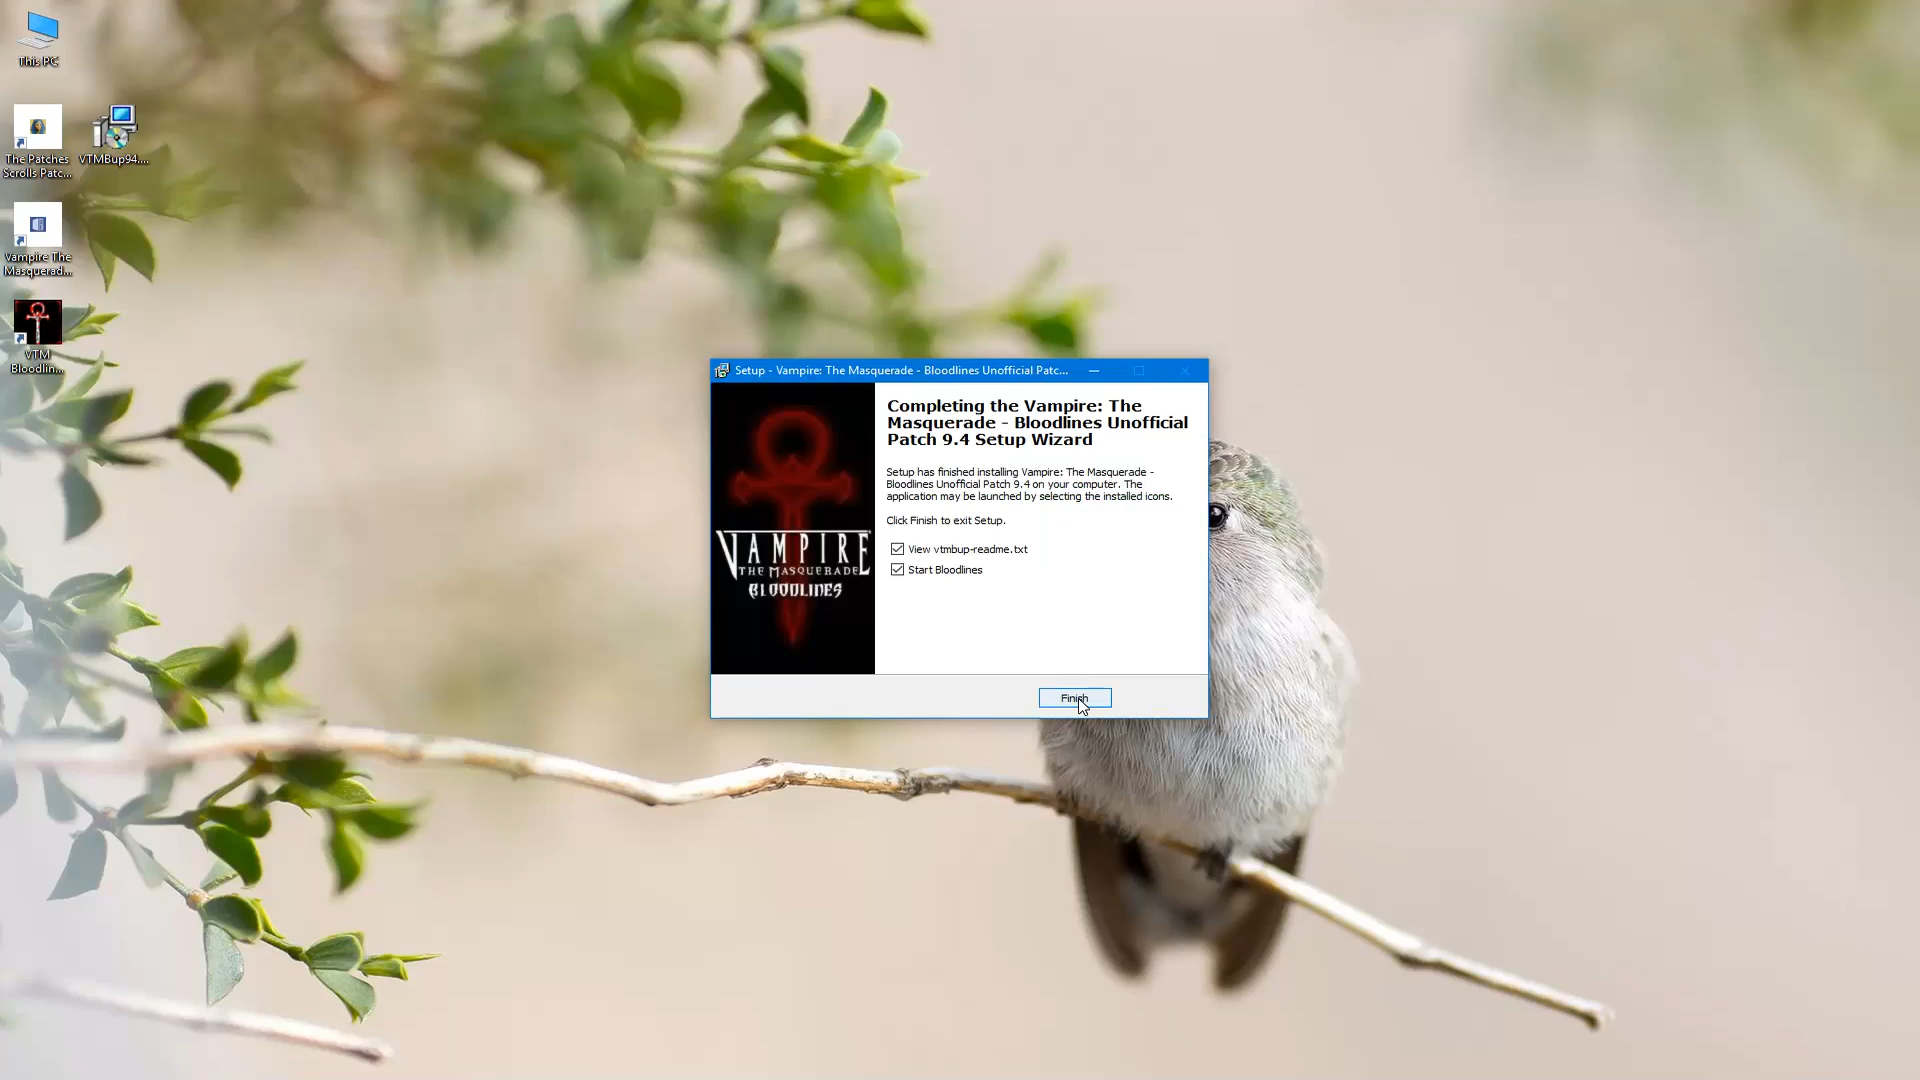 This PC
The Patches
Scrolls Patc...
VTMBup94....
Vampire The
Masquerad...
VTM
Bloodlin...
Setup - Vampire: The Masquerade - Bloodlines Unofficial Patc...
VAMPIRE
THE MASQUERADE
BLOODLINES
Completing the Vampire: The
Masquerade - Bloodlines Unofficial
Patch 9.4 Setup Wizard
Setup has finished installing Vampire: The Masquerade -
Bloodlines Unofficial Patch 9.4 on your computer. The
application may be launched by selecting the installed icons.
Click Finish to exit Setup.
View vtmbup-readme.txt
Start Bloodlines
Finish